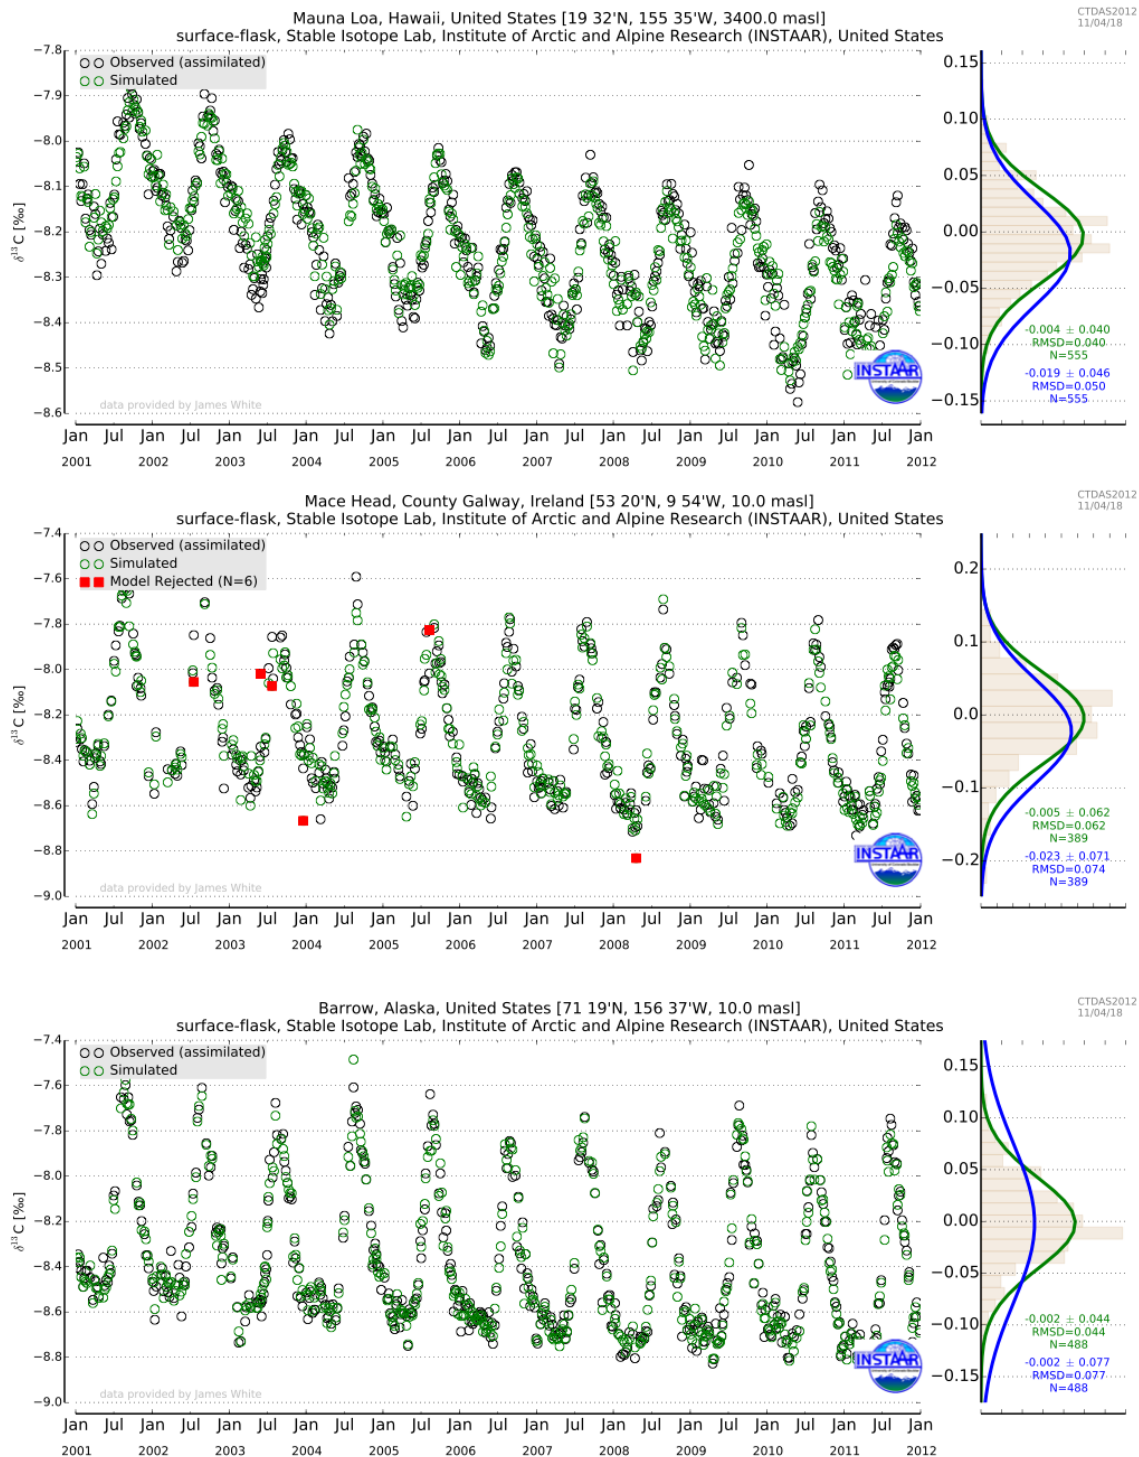 Mauna Loa, Hawaii, United States [19 32'N, 155 35'W, 3400.0 masl]
surface-flask, Stable Isotope Lab, Institute of Arctic and Alpine Research (INSTAAR), United States
CTDAS2012
11/04/18
Observed (assimilated)
Simulated
−7.8
−7.9
−8.0
−8.1
−8.2
−8.3
−8.4
−8.5
−8.6
δ¹³C [‰]
data provided by James White
INSTAAR
Jan Jul Jan Jul Jan Jul Jan Jul Jan Jul Jan Jul Jan Jul Jan Jul Jan Jul Jan Jul Jan Jul Jan
2001 2002 2003 2004 2005 2006 2007 2008 2009 2010 2011 2012
0.15
0.10
0.05
0.00
−0.05
−0.10
−0.15
-0.004 ± 0.040
RMSD=0.040
N=555
-0.019 ± 0.046
RMSD=0.050
N=555
Mace Head, County Galway, Ireland [53 20'N, 9 54'W, 10.0 masl]
surface-flask, Stable Isotope Lab, Institute of Arctic and Alpine Research (INSTAAR), United States
CTDAS2012
11/04/18
Observed (assimilated)
Simulated
Model Rejected (N=6)
−7.4
−7.6
−7.8
−8.0
−8.2
−8.4
−8.6
−8.8
−9.0
δ¹³C [‰]
data provided by James White
INSTAAR
Jan Jul Jan Jul Jan Jul Jan Jul Jan Jul Jan Jul Jan Jul Jan Jul Jan Jul Jan Jul Jan Jul Jan
2001 2002 2003 2004 2005 2006 2007 2008 2009 2010 2011 2012
0.2
0.1
0.0
−0.1
−0.2
-0.005 ± 0.062
RMSD=0.062
N=389
-0.023 ± 0.071
RMSD=0.074
N=389
Barrow, Alaska, United States [71 19'N, 156 37'W, 10.0 masl]
surface-flask, Stable Isotope Lab, Institute of Arctic and Alpine Research (INSTAAR), United States
CTDAS2012
11/04/18
Observed (assimilated)
Simulated
−7.4
−7.6
−7.8
−8.0
−8.2
−8.4
−8.6
−8.8
−9.0
δ¹³C [‰]
data provided by James White
INSTAAR
Jan Jul Jan Jul Jan Jul Jan Jul Jan Jul Jan Jul Jan Jul Jan Jul Jan Jul Jan Jul Jan Jul Jan
2001 2002 2003 2004 2005 2006 2007 2008 2009 2010 2011 2012
0.15
0.10
0.05
0.00
−0.05
−0.10
−0.15
-0.002 ± 0.044
RMSD=0.044
N=488
-0.002 ± 0.077
RMSD=0.077
N=488